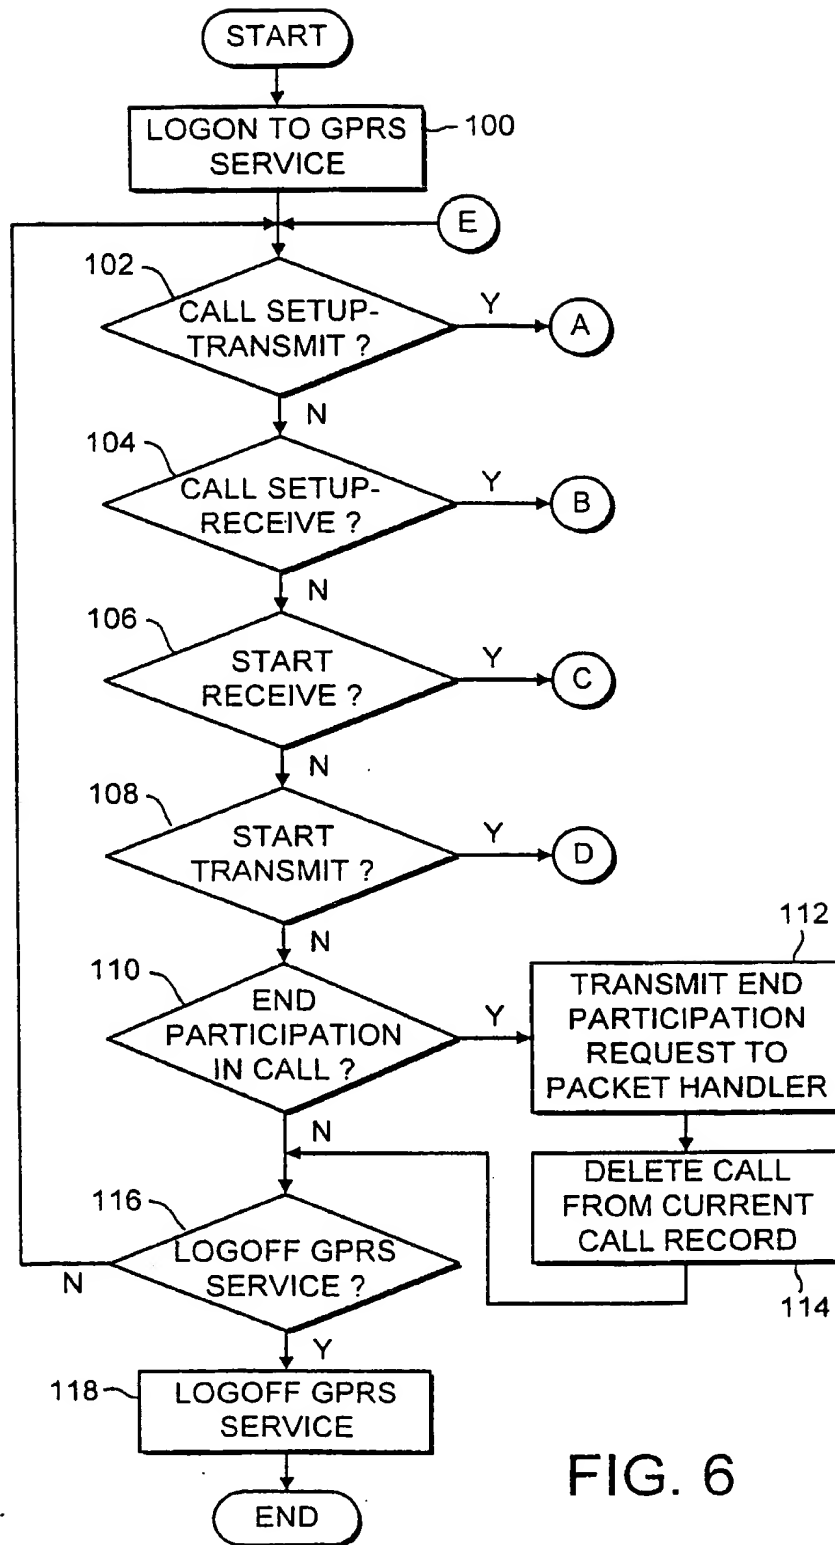 START
LOGON TO GPRS
SERVICE
100
E
102
CALL SETUP-
TRANSMIT ?
Y
A
N
104
CALL SETUP-
RECEIVE ?
Y
B
N
106
START
RECEIVE ?
Y
C
N
108
START
TRANSMIT ?
Y
D
N
110
END
PARTICIPATION
IN CALL ?
Y
112
TRANSMIT END
PARTICIPATION
REQUEST TO
PACKET HANDLER
N
DELETE CALL
FROM CURRENT
CALL RECORD
114
116
LOGOFF GPRS
SERVICE ?
N
Y
118
LOGOFF GPRS
SERVICE
END
FIG. 6